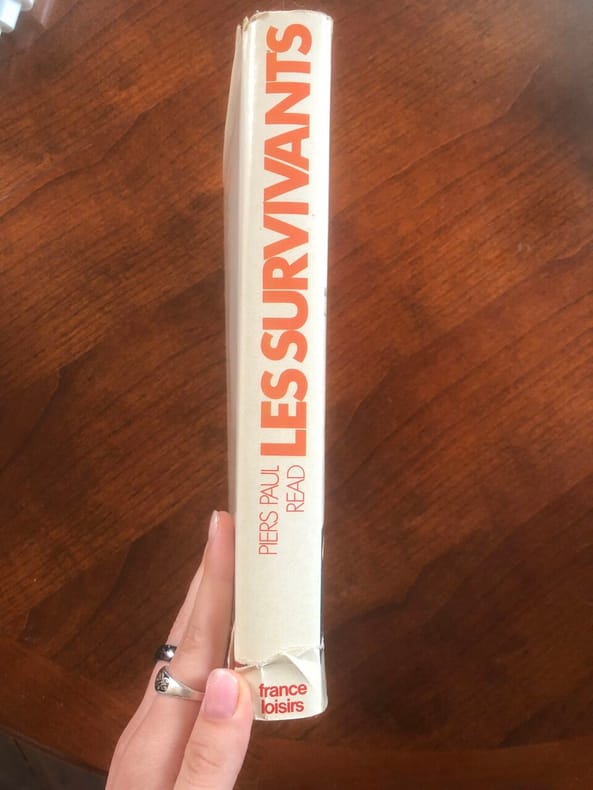 PIERS PAUL
READ
LES SURVIVANTS
france
loisirs